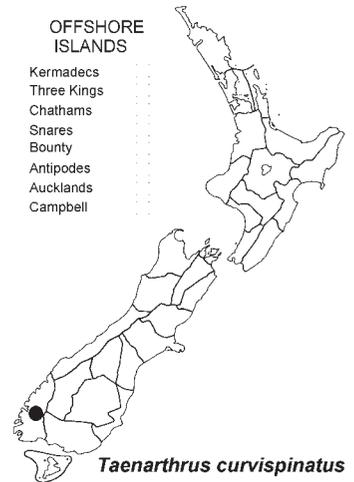 OFFSHORE
ISLANDS
Kermadecs
Three Kings
Chathams
Snares
Bounty
Antipodes
Aucklands
Campbell
Taenarthrus curvispinatus